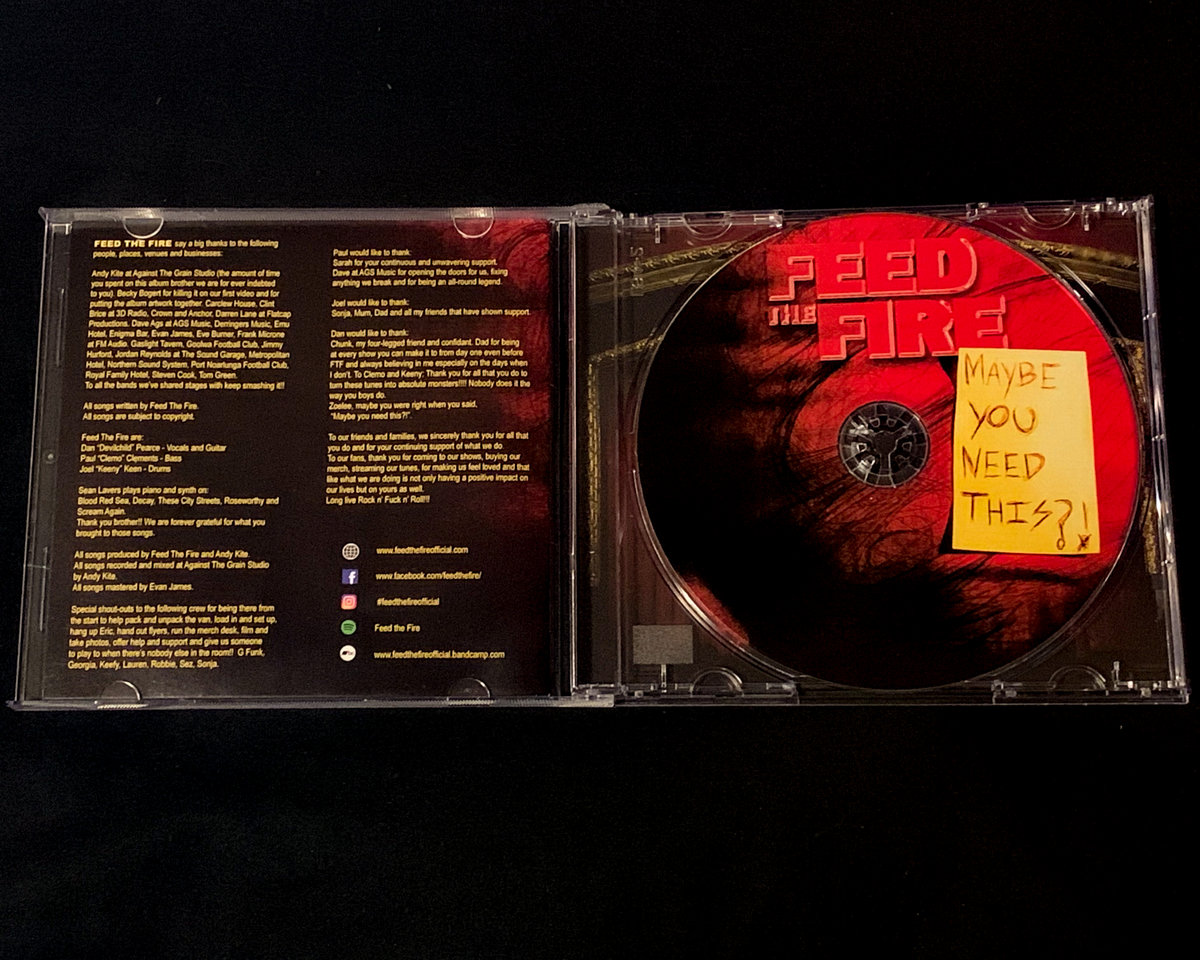 FEED THE FIRE say a big thanks to the following
people, places, venues and businesses:
Andy Kite at Against The Grain Studio (the amount of time
you spent on this album brother we are for ever indebted
to you). Becky Bogert for killing it on our first video and for
putting the album artwork together. Carclew House, Clint
Brice at 3D Radio, Crown and Anchor, Darren Lane at Flatcap
Productions, Dave Ags at AGS Music, Derringers Music, Emu
Hotel, Enigma Bar, Evan James, Eve Burner, Frank Microne
at FM Audio, Gaslight Tavern, Goolwa Football Club, Jimmy
Hurford, Jordan Reynolds at The Sound Garage, Metropolitan
Hotel, Northern Sound System, Port Noarlunga Football Club,
Royal Family Hotel, Steven Cook, Tom Green.
To all the bands we've shared stages with keep smashing it!!
All songs written by Feed The Fire.
All songs are subject to copyright.
Feed The Fire are:
Dan "Devilchild" Pearce - Vocals and Guitar
Paul "Clemo" Clements - Bass
Joel "Keeny" Keen - Drums
Sean Lavers plays piano and synth on:
Blood Red Sea, Decay, These City Streets, Roseworthy and
Scream Again.
Thank you brother!! We are forever grateful for what you
brought to those songs.
All songs produced by Feed The Fire and Andy Kite.
All songs recorded and mixed at Against The Grain Studio
by Andy Kite.
All songs mastered by Evan James.
Special shout-outs to the following crew for being there from
the start to help pack and unpack the van, load in and set up,
hang up Eric, hand out flyers, run the merch desk, film and
take photos, offer help and support and give us someone
to play to when there's nobody else in the room!! G Funk,
Georgia, Keefy, Lauren, Robbie, Sez, Sonja.
Paul would like to thank:
Sarah for your continuous and unwavering support.
Dave at AGS Music for opening the doors for us, fixing
anything we break and for being an all-round legend.
Joel would like to thank:
Sonja, Mum, Dad and all my friends that have shown support.
Dan would like to thank:
Chunk, my four-legged friend and confidant. Dad for being
at every show you can make it to from day one even before
FTF and always believing in me especially on the days when
I don't. To Clemo and Keeny: Thank you for all that you do to
turn these tunes into absolute monsters!!!! Nobody does it the
way you boys do.
Zoelee, maybe you were right when you said,
"Maybe you need this?!".
To our friends and families, we sincerely thank you for all that
you do and for your continuing support of what we do.
To our fans, thank you for coming to our shows, buying our
merch, streaming our tunes, for making us feel loved and that
like what we are doing is not only having a positive impact on
our lives but on yours as well.
Long live Rock n' Fuck n' Roll!!!
www.feedthefireofficial.com
www.facebook.com/feedthefire/
#feedthefireofficial
Feed the Fire
www.feedthefireofficial.bandcamp.com
FEED
THE FIRE
MAYBE
YOU
NEED
THIS?!